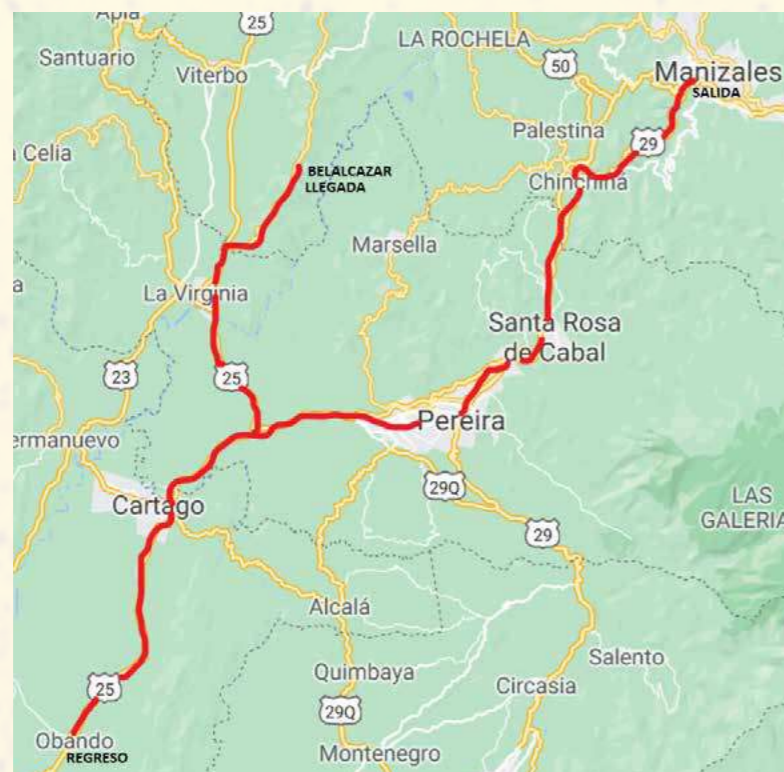 Apía
25
LA ROCHELA
Santuario
Viterbo
50
Manizales
SALIDA
Palestina
29
Celia
BELALCAZAR
LLEGADA
Chinchiná
Marsella
La Virginia
Santa Rosa
de Cabal
23
25
Pereira
ermanuevo
29Q
LAS
GALERIA
Cartago
29
Alcalá
Salento
25
Quimbaya
Circasia
29Q
Obando
REGRESO
Montenegro